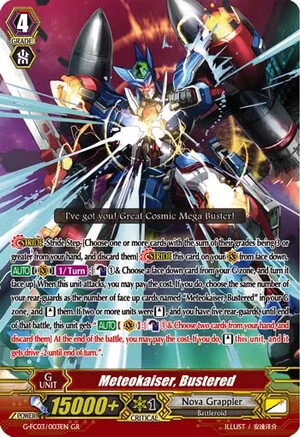 4
GRADE
I've got you! Great Cosmic Mega Buster!
STRIDE Stride Step-[Choose one or more cards with the sum of their grades being 3 or
greater from your hand, and discard them] STRIDE this card on your from face down.
AUTO 1/Turn & Choose a face down card from your G zone, and turn it
face up] When this unit attacks, you may pay the cost. If you do, choose the same number of
your rear-guards as the number of face up cards named "Meteokaiser, Bustered" in your G
zone, and them. If two or more units were and you have five rear-guards until end
of that battle, this unit gets "AUTO & Choose two cards from your hand, and
discard them] At the end of the battle, you may pay the cost. If you do, this unit, and it
gets drive -2 until end of turn.".
G
UNIT
Meteokaiser, Bustered
POWER
15000+
1
CRITICAL
Nova Grappler
Battleroid
G-FC03/003EN GR
ILLUST / 安達洋介